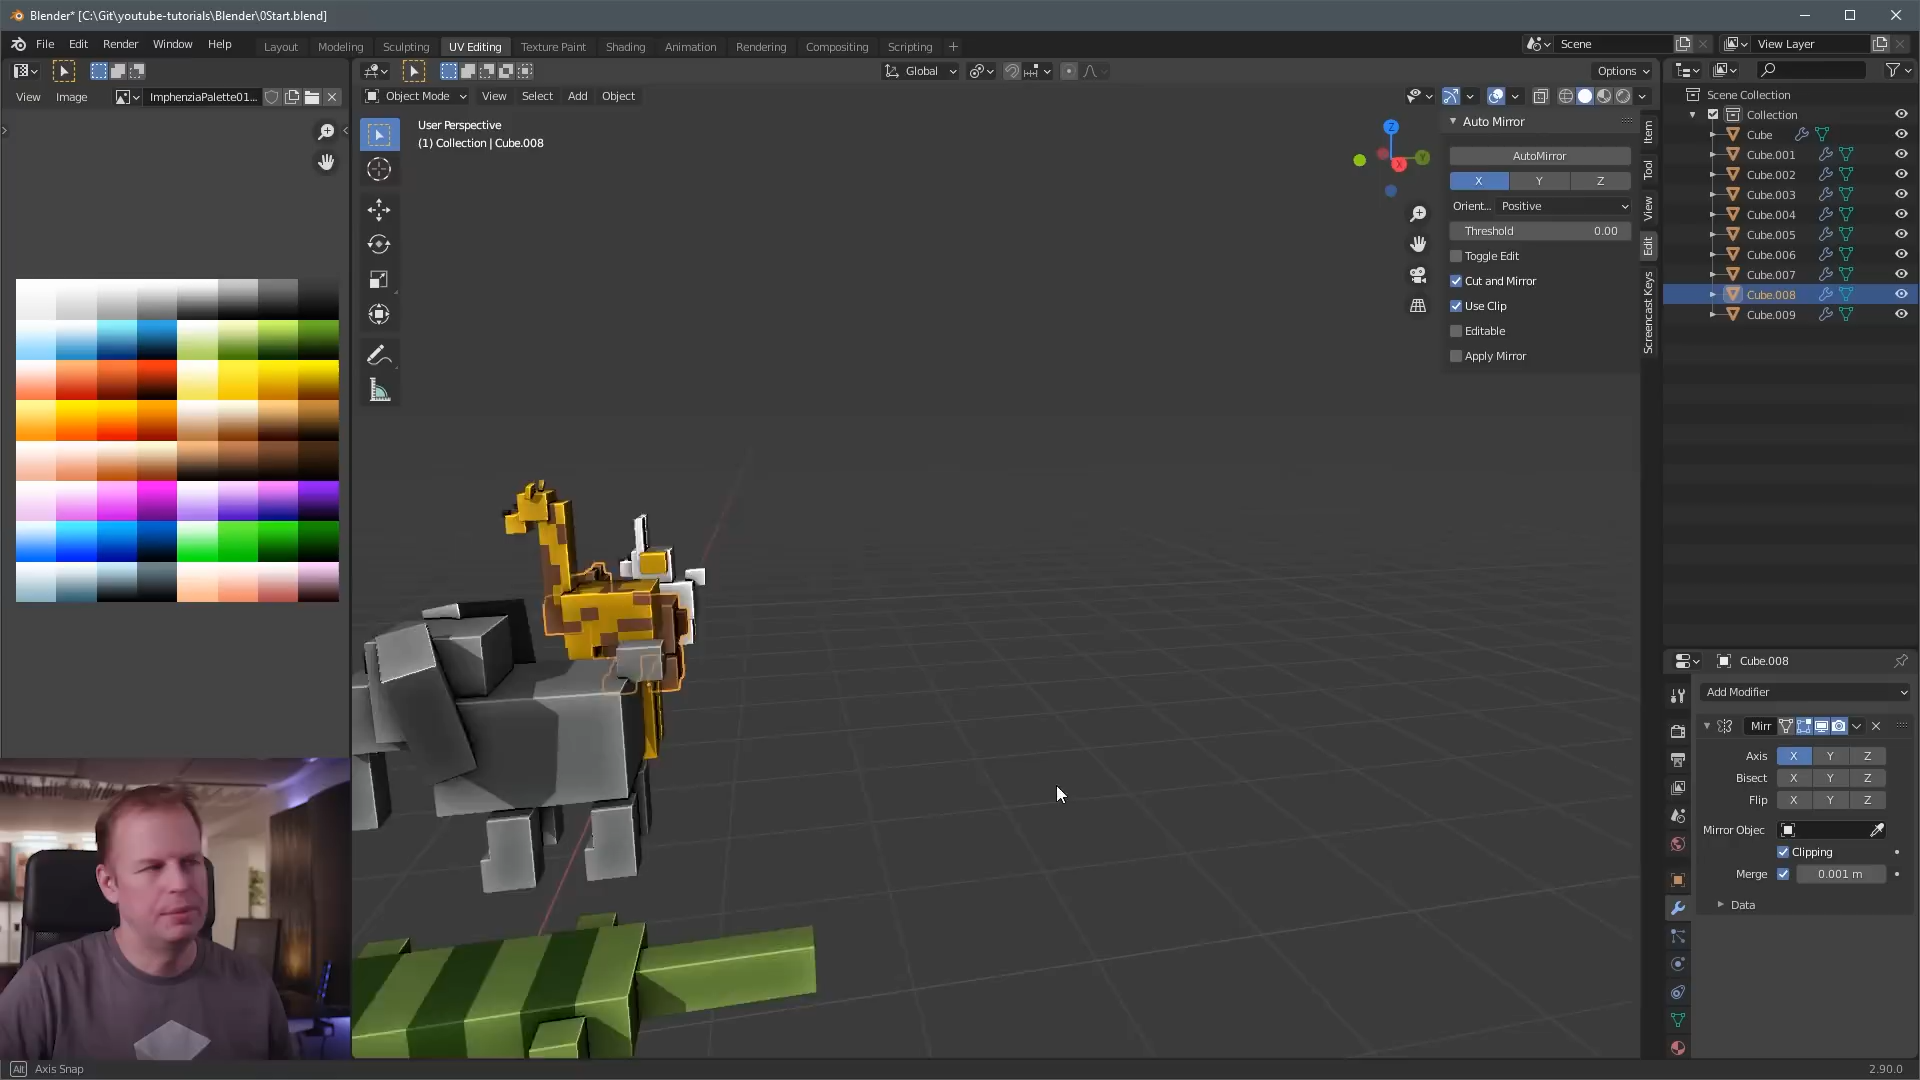 Blender* [C:\Git\youtube-tutorials\Blender\0Start.blend]
File Edit Render Window Help Layout Modeling Sculpting UV Editing Texture Paint Shading Animation Rendering Compositing Scripting + Scene View Layer
Global Options
View Image ImphenziaPalette01... Object Mode View Select Add Object
User Perspective
(1) Collection | Cube.008
Z
Y
X
Auto Mirror
AutoMirror
X Y Z
Orient... Positive
Threshold 0.00
Toggle Edit
Cut and Mirror
Use Clip
Editable
Apply Mirror
Item
Tool
View
Edit
Screencast Keys
Scene Collection
Collection
Cube
Cube.001
Cube.002
Cube.003
Cube.004
Cube.005
Cube.006
Cube.007
Cube.008
Cube.009
Cube.008
Add Modifier
Mirr
Axis X Y Z
Bisect X Y Z
Flip X Y Z
Mirror Objec
Clipping
Merge 0.001 m
Data
Alt Axis Snap
2.90.0